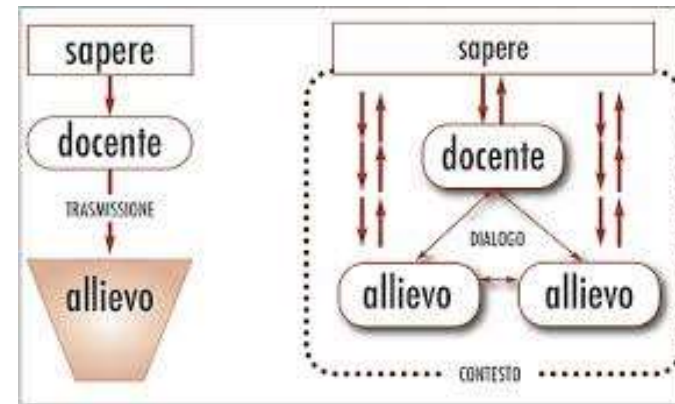 sapere
docente
TRASMISSIONE
allievo
sapere
docente
DIALOGO
allievo allievo
CONTESTO